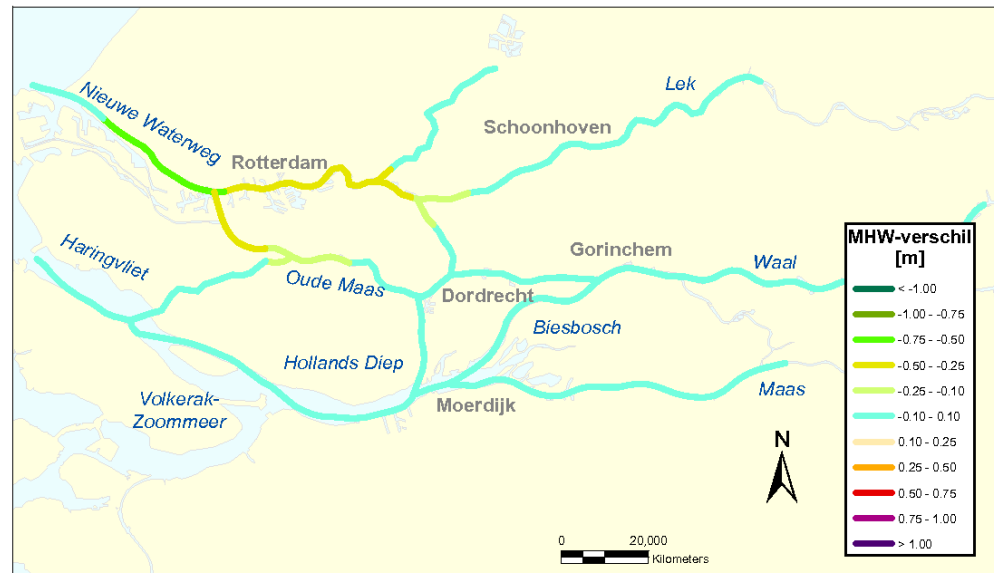 Nieuwe Waterweg
Lek
Schoonhoven
Rotterdam
Haringvliet
Oude Maas
Gorinchem
Waal
Dordrecht
Biesbosch
Hollands Diep
Volkerak-
Zoommeer
Moerdijk
Maas
MHW-verschil
[m]
< -1.00
-1.00 - -0.75
-0.75 - -0.50
-0.50 - -0.25
-0.25 - -0.10
-0.10 - 0.10
0.10 - 0.25
0.25 - 0.50
0.50 - 0.75
0.75 - 1.00
> 1.00
N
0 20,000
Kilometers